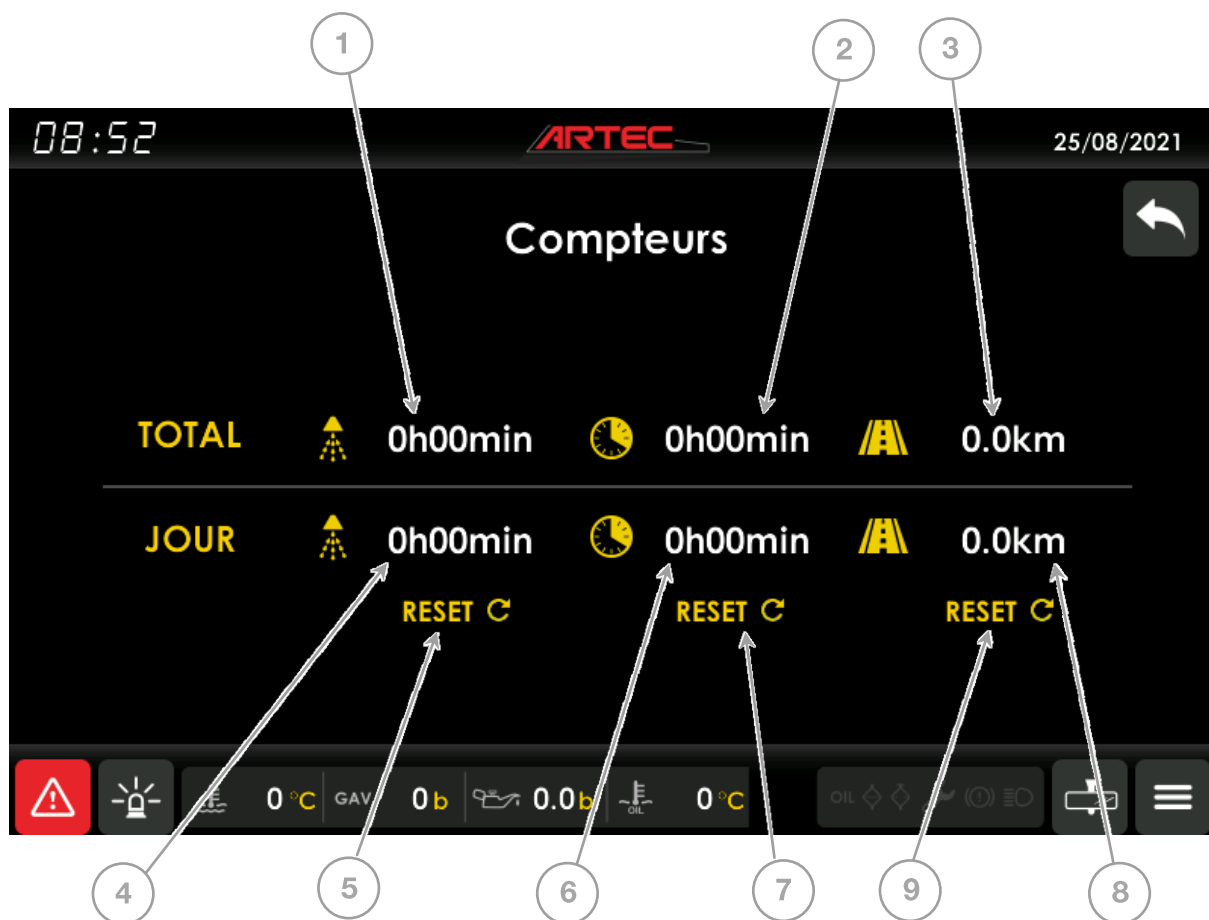 1 2 3
08:52 ARTEC 25/08/2021
Compteurs
TOTAL 0h00min 0h00min 0.0km
JOUR 0h00min 0h00min 0.0km
RESET RESET RESET
0 °C GAV 0 b 0.0 b OIL 0 °C OIL
4 5 6 7 9 8